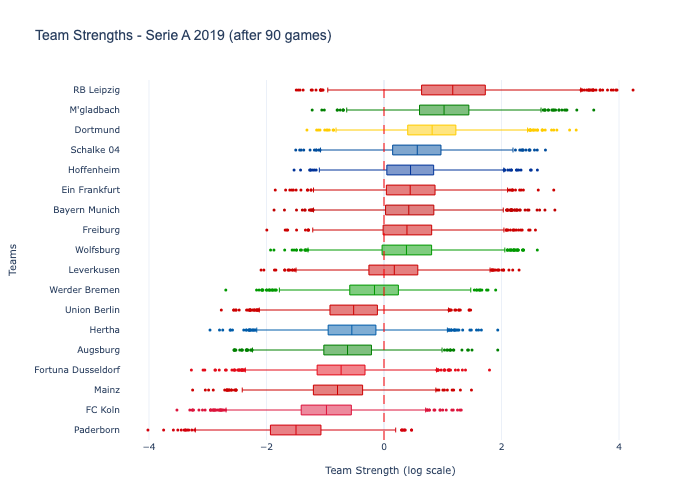 Team Strengths - Serie A 2019 (after 90 games)
RB Leipzig
M'gladbach
Dortmund
Schalke 04
Hoffenheim
Ein Frankfurt
Bayern Munich
Freiburg
Wolfsburg
Leverkusen
Werder Bremen
Union Berlin
Hertha
Augsburg
Fortuna Dusseldorf
Mainz
FC Koln
Paderborn
Teams
−4 −2 0 2 4
Team Strength (log scale)